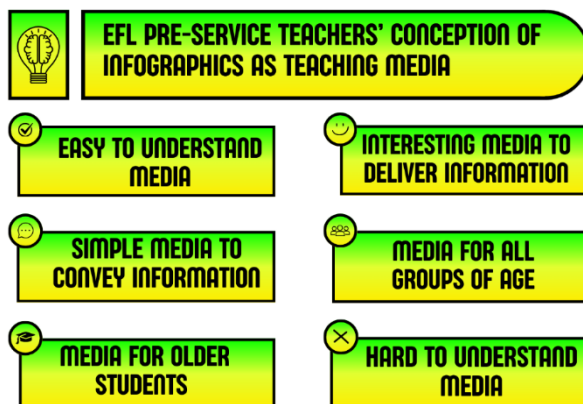 EFL PRE-SERVICE TEACHERS' CONCEPTION OF
INFOGRAPHICS AS TEACHING MEDIA
EASY TO UNDERSTAND
MEDIA
INTERESTING MEDIA TO
DELIVER INFORMATION
SIMPLE MEDIA TO
CONVEY INFORMATION
MEDIA FOR ALL
GROUPS OF AGE
MEDIA FOR OLDER
STUDENTS
HARD TO UNDERSTAND
MEDIA